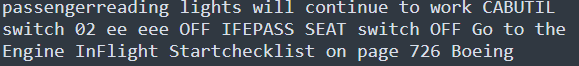 passengerreading lights will continue to work CABUTIL
switch 02 ee eee OFF IFEPASS SEAT switch OFF Go to the
Engine InFlight Startchecklist on page 726 Boeing